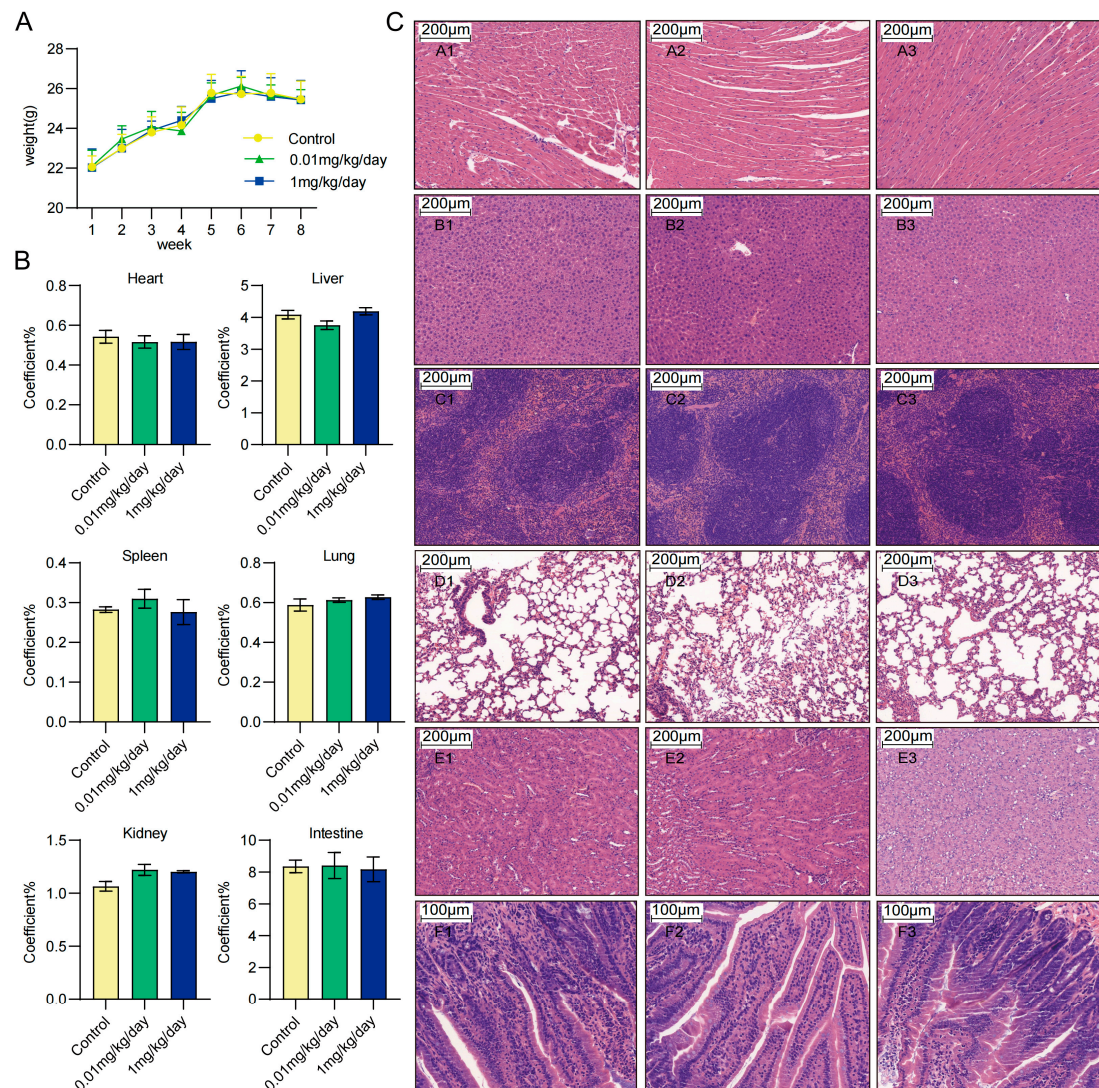 A
weight(g)
28
26
24
22
20
Control
0.01mg/kg/day
1mg/kg/day
1 2 3 4 5 6 7 8
week
B
Heart
Coefficient%
0.8
0.6
0.4
0.2
0.0
Control
0.01mg/kg/day
1mg/kg/day
Liver
Coefficient%
5
4
3
2
1
0
Control
0.01mg/kg/day
1mg/kg/day
Spleen
Coefficient%
0.4
0.3
0.2
0.1
0.0
Control
0.01mg/kg/day
1mg/kg/day
Lung
Coefficient%
0.8
0.6
0.4
0.2
0.0
Control
0.01mg/kg/day
1mg/kg/day
Kidney
Coefficient%
1.5
1.0
0.5
0.0
Control
0.01mg/kg/day
1mg/kg/day
Intestine
Coefficient%
10
8
6
4
2
0
Control
0.01mg/kg/day
1mg/kg/day
C
200μm
A1
200μm
A2
200μm
A3
200μm
B1
200μm
B2
200μm
B3
200μm
C1
200μm
C2
200μm
C3
200μm
D1
200μm
D2
200μm
D3
200μm
E1
200μm
E2
200μm
E3
100μm
F1
100μm
F2
100μm
F3